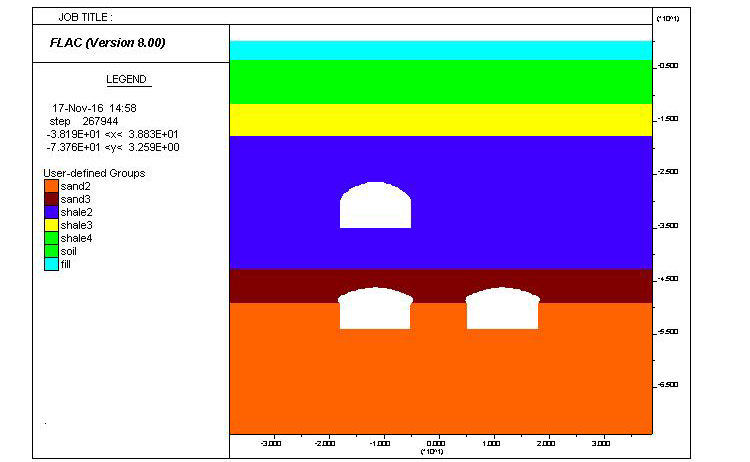 JOB TITLE :
FLAC (Version 8.00)
LEGEND
17-Nov-16 14:58
step 267944
-3.819E+01 <x< 3.883E+01
-7.376E+01 <y< 3.259E+00
User-defined Groups
sand2
sand3
shale2
shale3
shale4
soil
fill
(*10^1)
-0.500
-1.500
-2.500
-3.500
-4.500
-5.500
-6.500
-3.000 -2.000 -1.000 0.000 1.000 2.000 3.000
(*10^1)